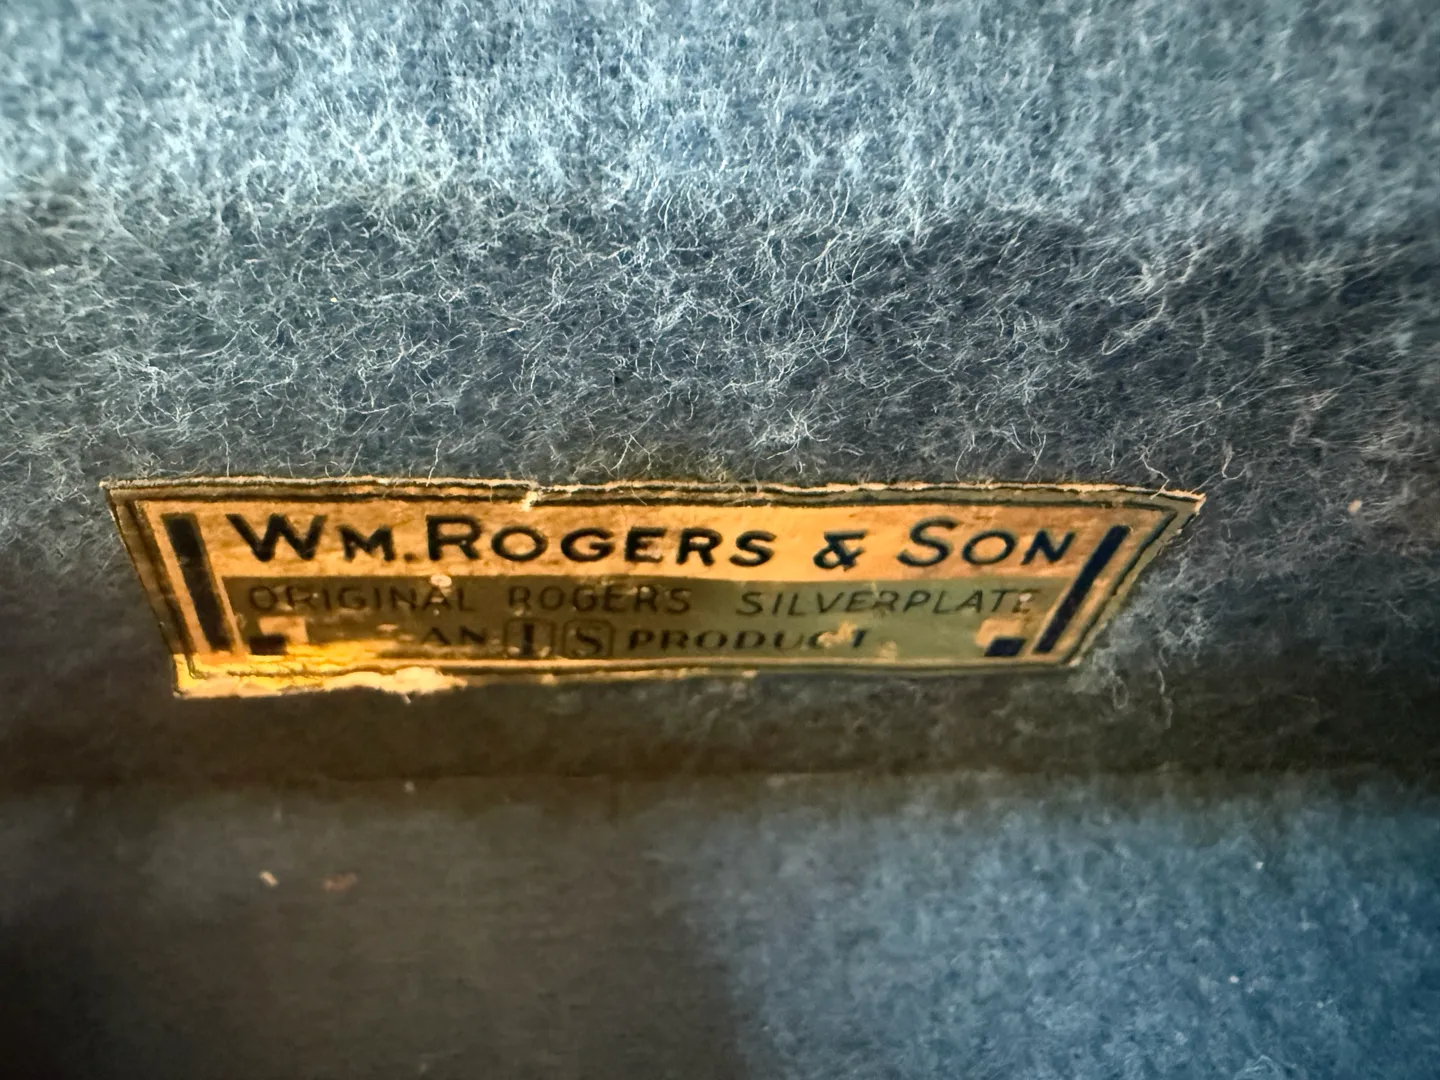 WM. ROGERS & SON
ORIGINAL ROGERS SILVERPLATE
AN IS PRODUCT